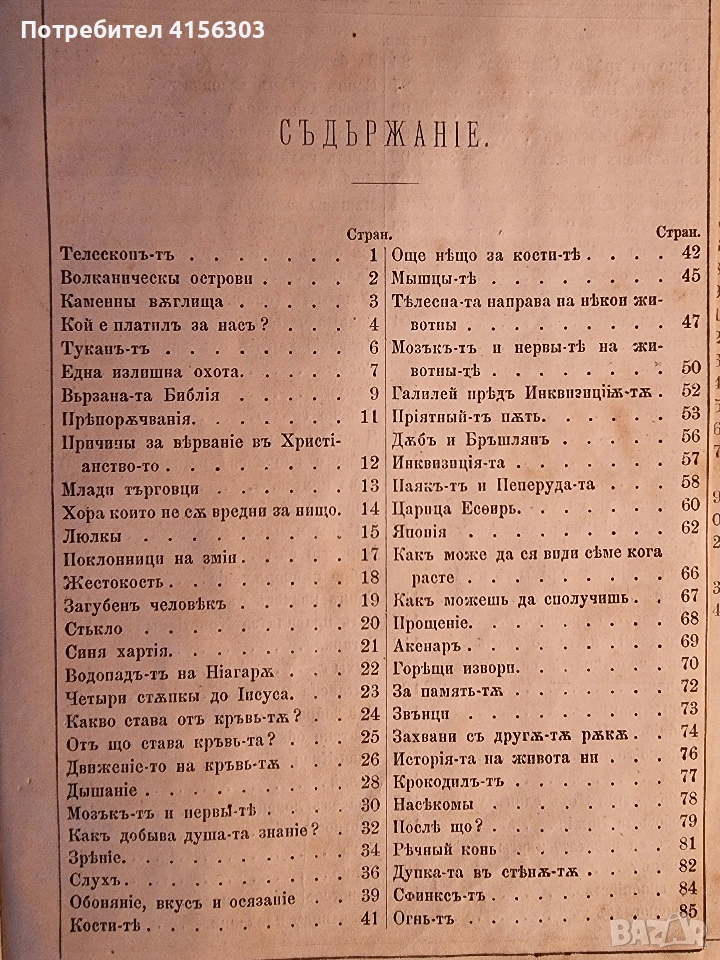 Потребител 4156303
СЪДЬРЖАНІЕ.
Стран.
Телескопъ-тъ . . . . . . . 1
Волканическы острови . . . . 2
Каменны вѫглища . . . . . 3
Кой е платилъ за насъ? . . . 4
Туканъ-тъ . . . . . . . . 6
Една излишна охота. . . . . 7
Вързана-та Библія . . . . . 9
Прѣпорѫчванія. . . . . . . 11
Причины за вѣрваніе въ Христі-
анство-то . . . . . . . . 12
Млади търговци . . . . . . 13
Хора които не сѫ вредни за нищо. 14
Люлкы . . . . . . . . . 15
Поклонници на змін . . . . . 17
Жестокость . . . . . . . . 18
Загубенъ человѣкъ . . . . . 19
Стъкло . . . . . . . . . 20
Синя хартія. . . . . . . . 21
Водопадъ-тъ на Ніагарѫ . . . 22
Четыри стѫпкы до Іисуса. . . . 23
Какво става отъ кръвь-тѫ? . . 24
Отъ що става кръвь-та? . . . 25
Движеніе-то на кръвь-тѫ . . . 26
Дышаніе . . . . . . . . . 28
Мозъкъ-тъ и нервы-тѣ . . . . 30
Какъ добыва душа-та знаніе? . 32
Зрѣніе. . . . . . . . . . 34
Слухъ. . . . . . . . . . 36
Обоняніе, вкусъ и осязаніе . . 39
Кости-тѣ . . . . . . . . . 41
Стран.
Още нѣщо за кости-тѣ . . . . 42
Мышцы-тѣ . . . . . . . . 45
Тѣлесна-та направа на нѣкои жи-
вотны . . . . . . . . . 47
Мозъкъ-тъ и нервы-тѣ на жи-
вотны-тѣ . . . . . . . . 50
Галилей прѣдъ Инквизиціѭ-тѫ . 52
Пріятный-тъ пѫть. . . . . . 53
Дѫбъ и Бръшлянъ . . . . . 56
Инквизиція-та . . . . . . . 57
Паякъ-тъ и Пеперуда-та . . . 58
Царица Есѳирь. . . . . . . 60
Японія . . . . . . . . . 62
Какъ може да ся види сѣме кога
расте . . . . . . . . . 66
Какъ можешь да сполучишь . . 67
Прощеніе. . . . . . . . . 68
Акенаръ . . . . . . . . . 69
Горѣщи извори. . . . . . . 70
За память-тѫ . . . . . . . 72
Звънци . . . . . . . . . 73
Захвани съ другѫ-тѫ рѫкѫ . . 74
Исторія-та на живота ни . . . 76
Крокодилъ-тъ . . . . . . . 77
Насѣкомы . . . . . . . . 78
Послѣ що? . . . . . . . . 79
Рѣчный конь . . . . . . . 81
Дупка-та въ стѣнѫ-тѫ . . . . 82
Сфинксъ-тъ . . . . . . . . 84
Огнь-тъ . . . . . . . . . 85
BAZAR